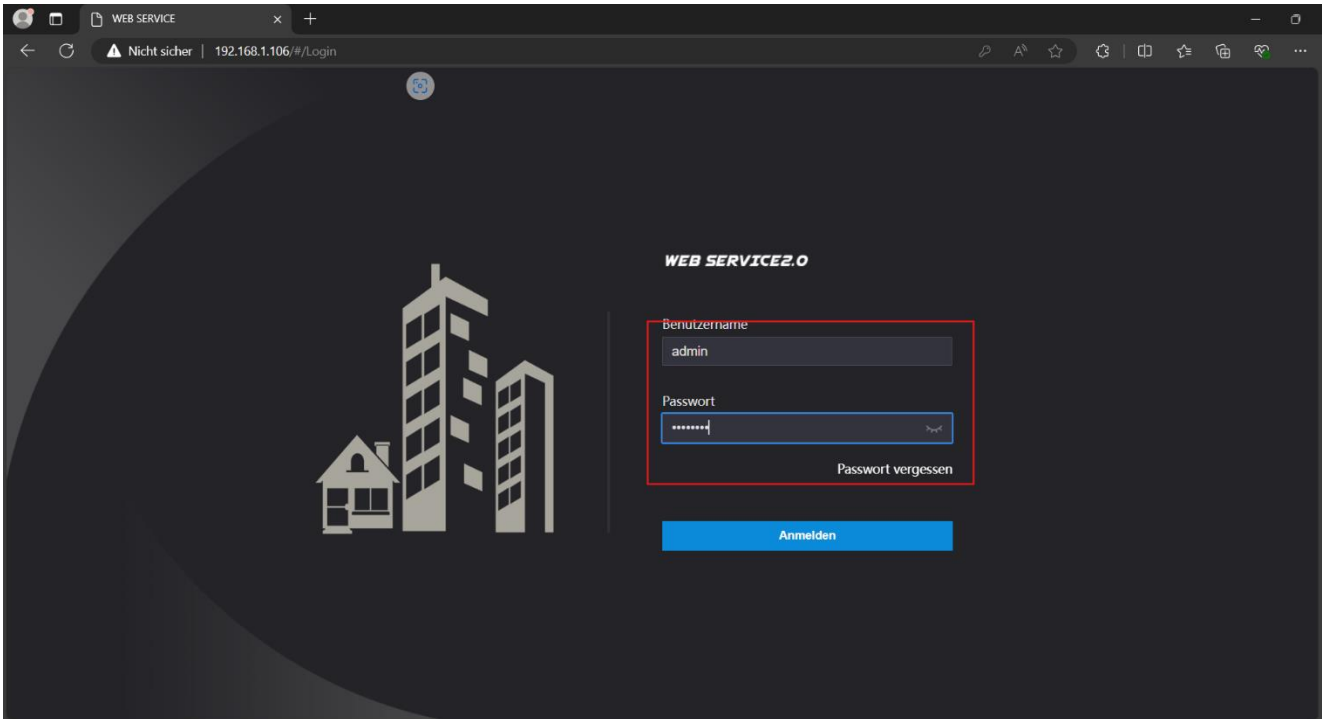 WEB SERVICE
Nicht sicher | 192.168.1.106/#/Login
WEB SERVICE2.0
Benutzername
admin
Passwort
••••••••
Passwort vergessen
Anmelden